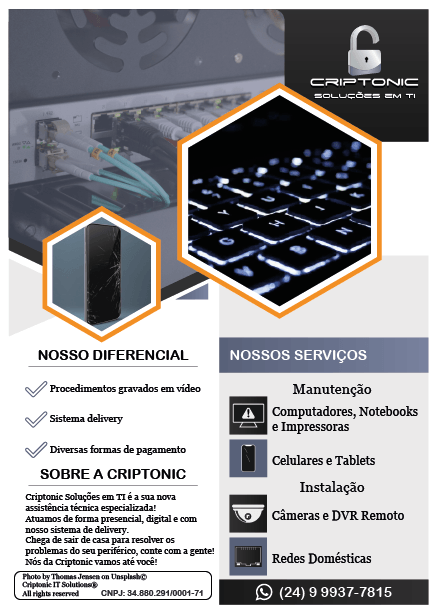 CRIPTONIC
SOLUÇÕES EM TI
NOSSO DIFERENCIAL
Procedimentos gravados em vídeo
Sistema delivery
Diversas formas de pagamento
SOBRE A CRIPTONIC
Criptonic Soluções em TI é a sua nova
assistência técnica especializada!
Atuamos de forma presencial, digital e com
nosso sistema de delivery.
Chega de sair de casa para resolver os
problemas do seu periférico, conte com a gente!
Nós da Criptonic vamos até você!
Photo by Thomas Jensen on Unsplash©
Criptonic IT Solutions®
All rights reserved CNPJ: 34.880.291/0001-71
NOSSOS SERVIÇOS
Manutenção
Computadores, Notebooks
e Impressoras
Celulares e Tablets
Instalação
Câmeras e DVR Remoto
Redes Domésticas
(24) 9 9937-7815